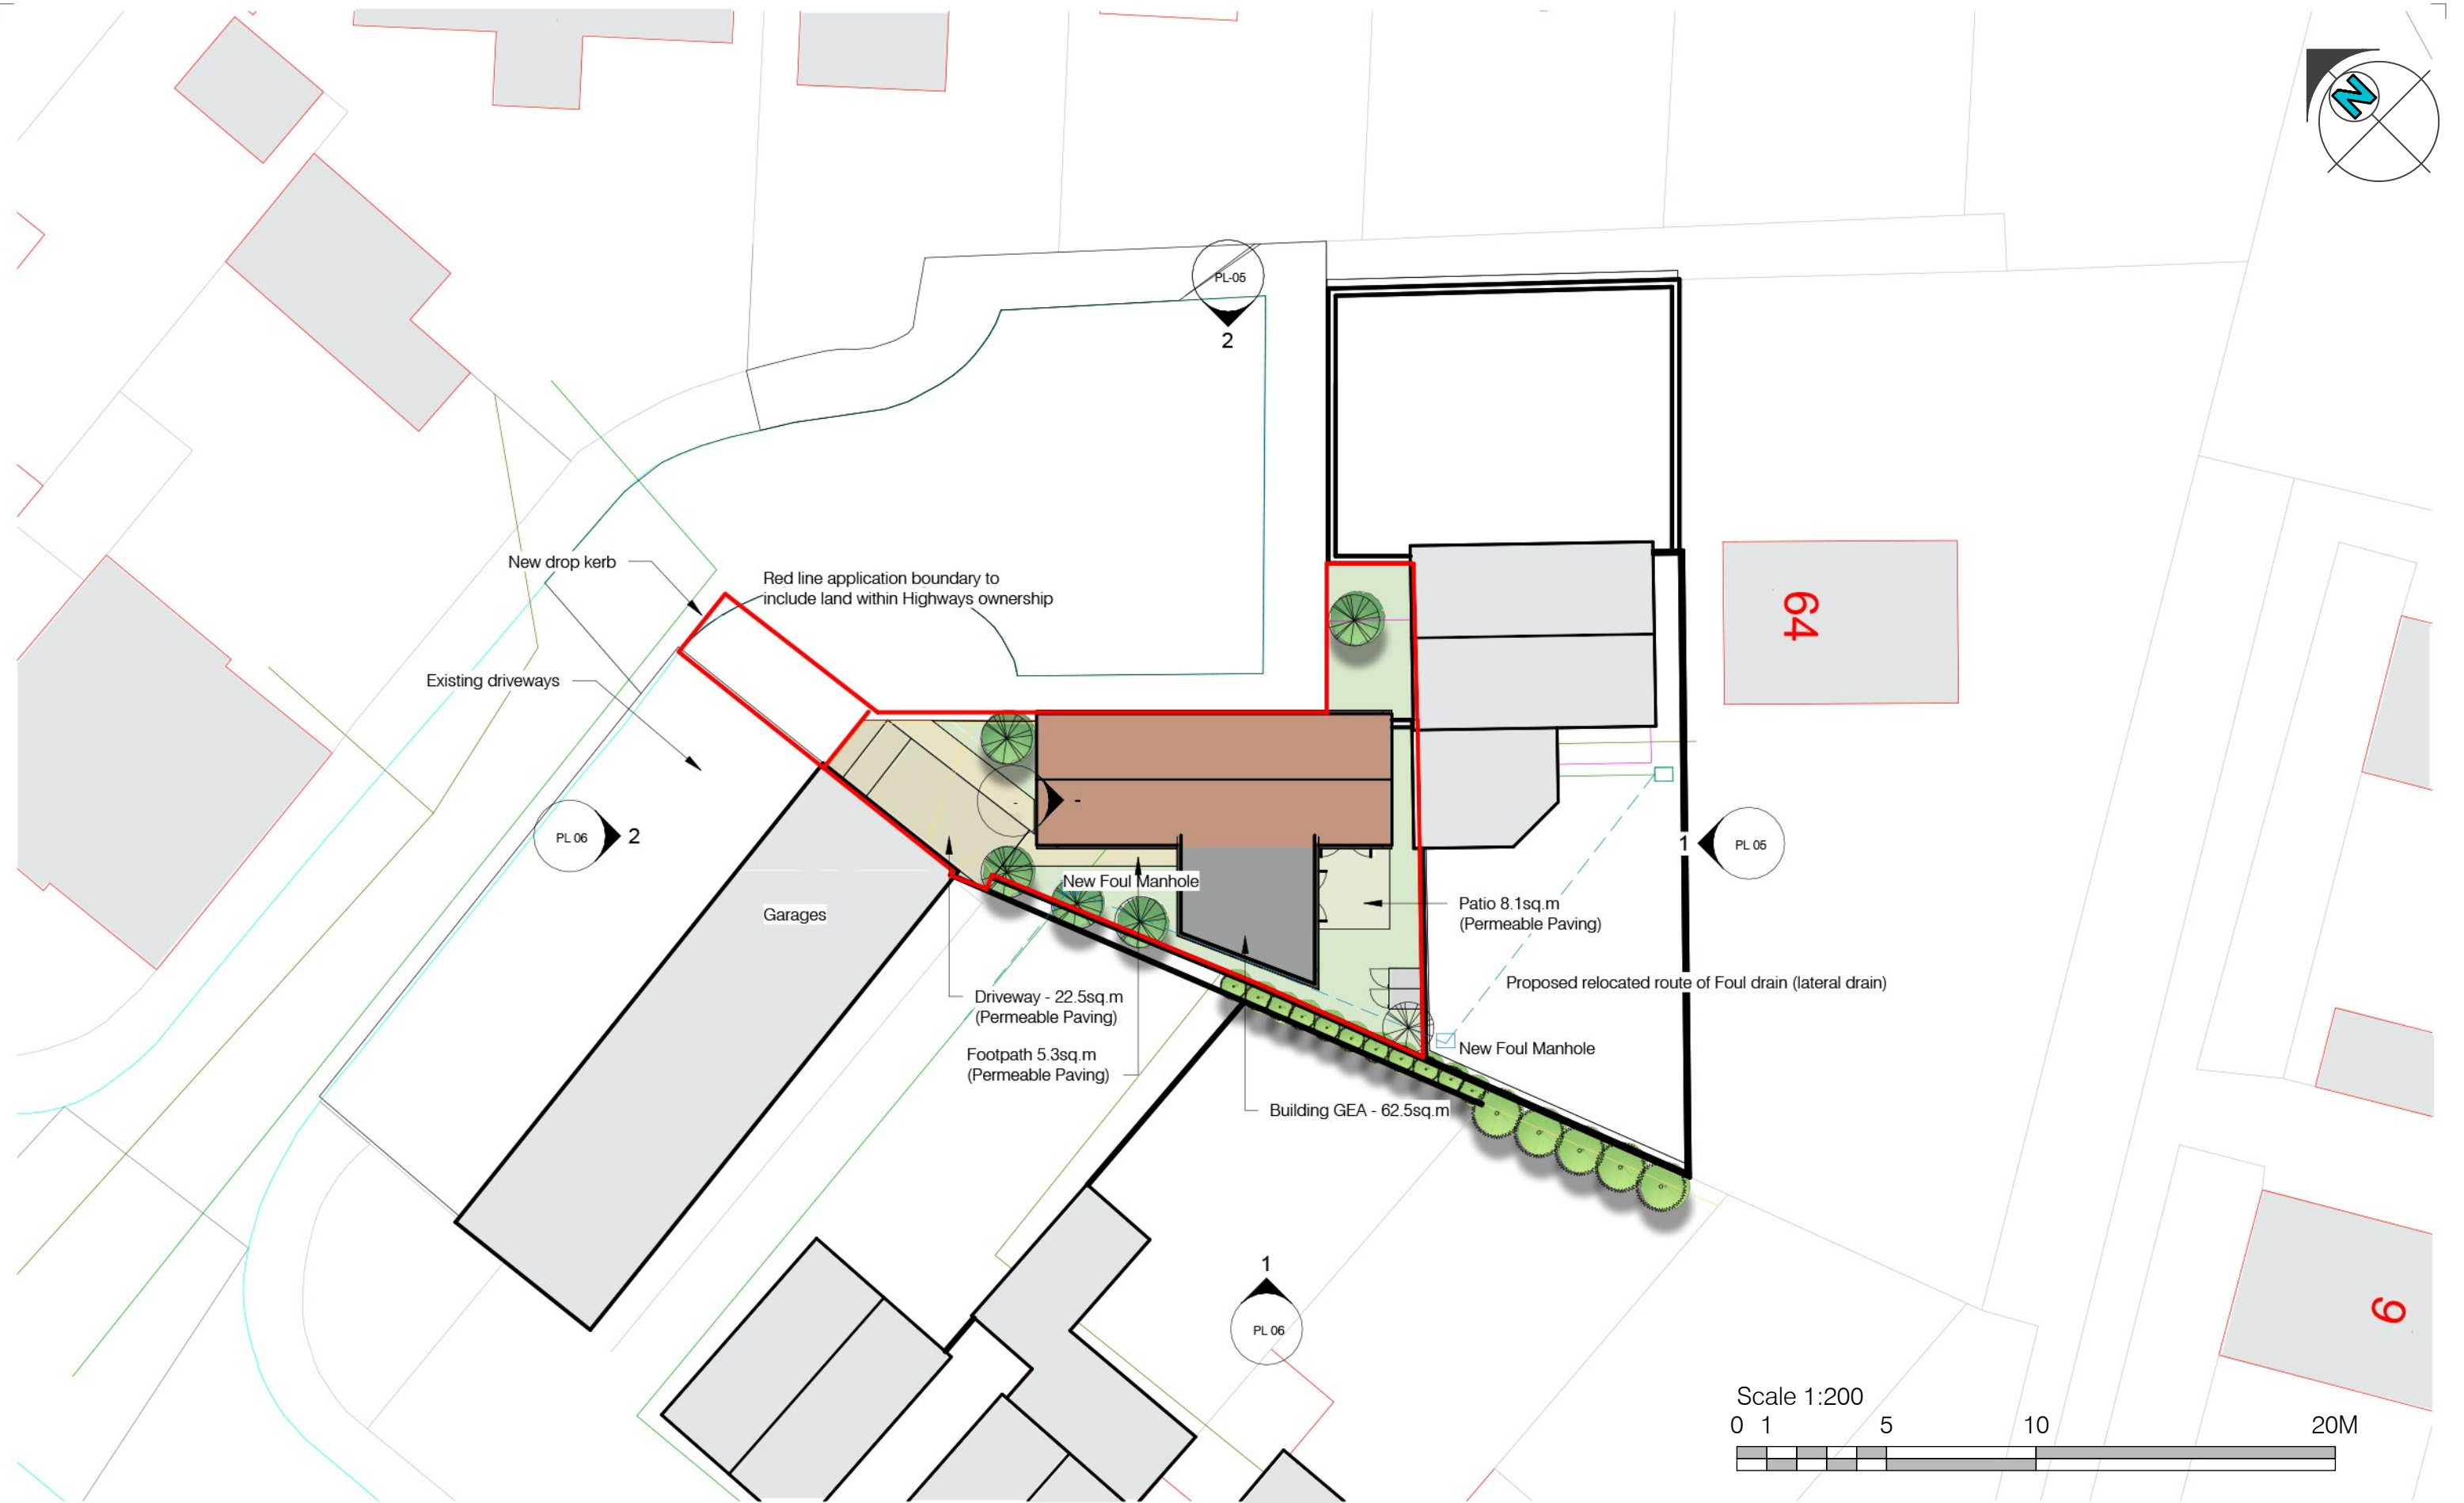 N
PL-05
2
New drop kerb
Red line application boundary to
include land within Highways ownership
64
Existing driveways
-
-
PL 06
2
1
PL 05
New Foul Manhole
Garages
Patio 8.1sq.m
(Permeable Paving)
Proposed relocated route of Foul drain (lateral drain)
Driveway - 22.5sq.m
(Permeable Paving)
New Foul Manhole
Footpath 5.3sq.m
(Permeable Paving)
Building GEA - 62.5sq.m
1
PL 06
9
Scale 1:200
0 1 5 10 20M